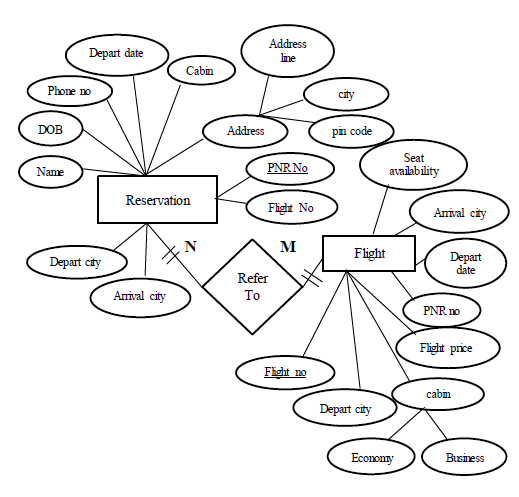 Address
line
Depart date
Cabin
Phone no
city
DOB
Address
pin code
Name
PNR No
Seat
availability
Reservation
Flight No
Arrival city
N
M
Flight
Depart
date
Depart city
Refer
To
Arrival city
PNR no
Flight price
Flight no
cabin
Depart city
Economy
Business